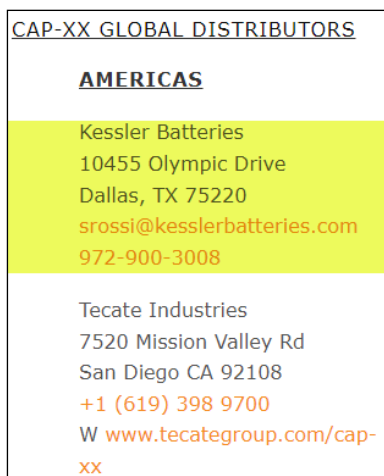 CAP-XX GLOBAL DISTRIBUTORS
AMERICAS
Kessler Batteries
10455 Olympic Drive
Dallas, TX 75220
srossi@kesslerbatteries.com
972-900-3008
Tecate Industries
7520 Mission Valley Rd
San Diego CA 92108
+1 (619) 398 9700
W www.tecategroup.com/cap-
xx